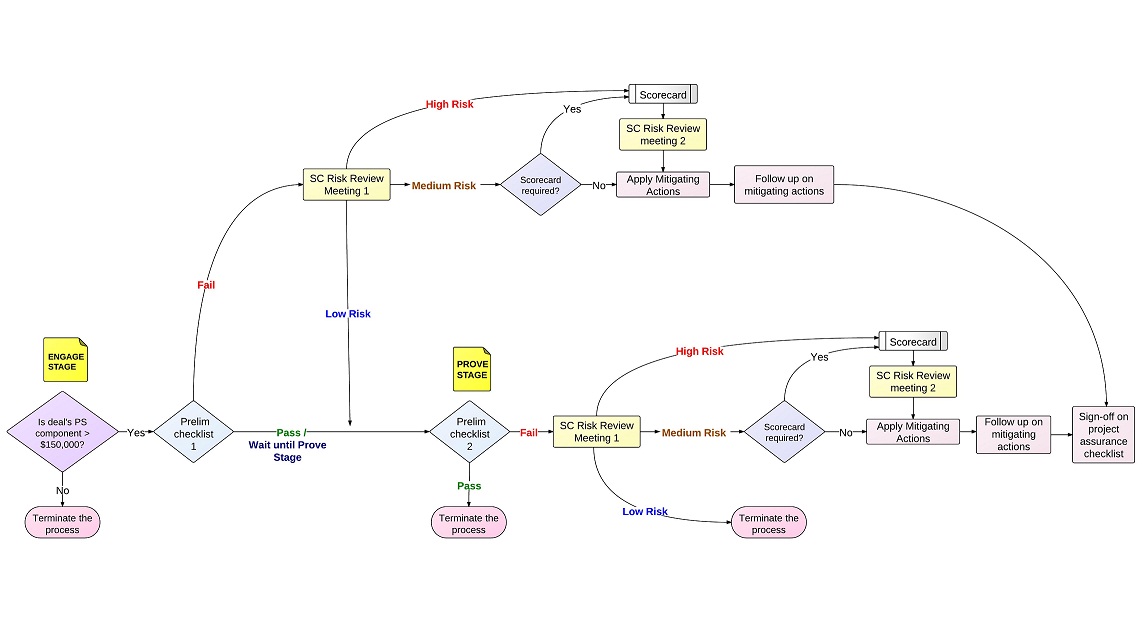 Scorecard
High Risk
Yes
SC Risk Review
meeting 2
SC Risk Review
Meeting 1
Medium Risk
Scorecard
required?
No
Apply Mitigating
Actions
Follow up on
mitigating actions
Fail
Low Risk
ENGAGE
STAGE
PROVE
STAGE
Scorecard
High Risk
Yes
SC Risk Review
meeting 2
Is deal's PS
component >
$150,000?
Yes
Prelim
checklist
1
Pass /
Wait until Prove
Stage
Prelim
checklist
2
Fail
SC Risk Review
Meeting 1
Medium Risk
Scorecard
required?
No
Apply Mitigating
Actions
Follow up on
mitigating
actions
Sign-off on
project
assurance
checklist
No
Pass
Low Risk
Terminate the
process
Terminate the
process
Terminate the
process